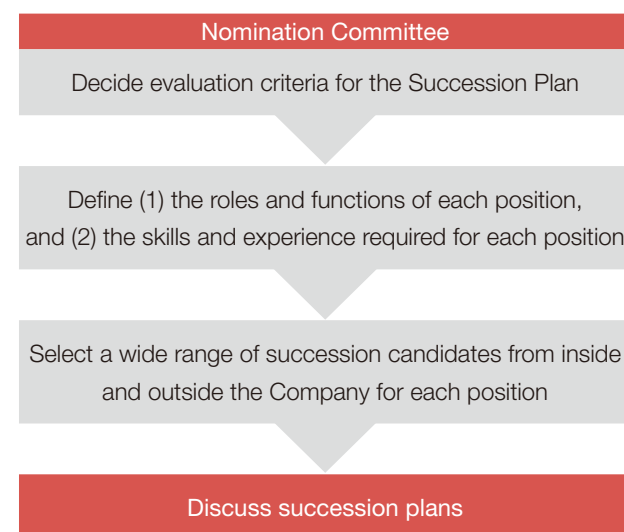 Nomination Committee
Decide evaluation criteria for the Succession Plan
Define (1) the roles and functions of each position,
and (2) the skills and experience required for each position
Select a wide range of succession candidates from inside
and outside the Company for each position
Discuss succession plans